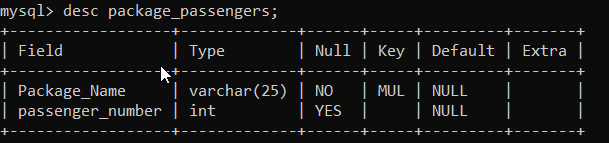 mysql> desc package_passengers;
+------------------+-------------+------+-----+---------+-------+
| Field            | Type        | Null | Key | Default | Extra |
+------------------+-------------+------+-----+---------+-------+
| Package_Name     | varchar(25) | NO   | MUL | NULL    |       |
| passenger_number | int         | YES  |     | NULL    |       |
+------------------+-------------+------+-----+---------+-------+